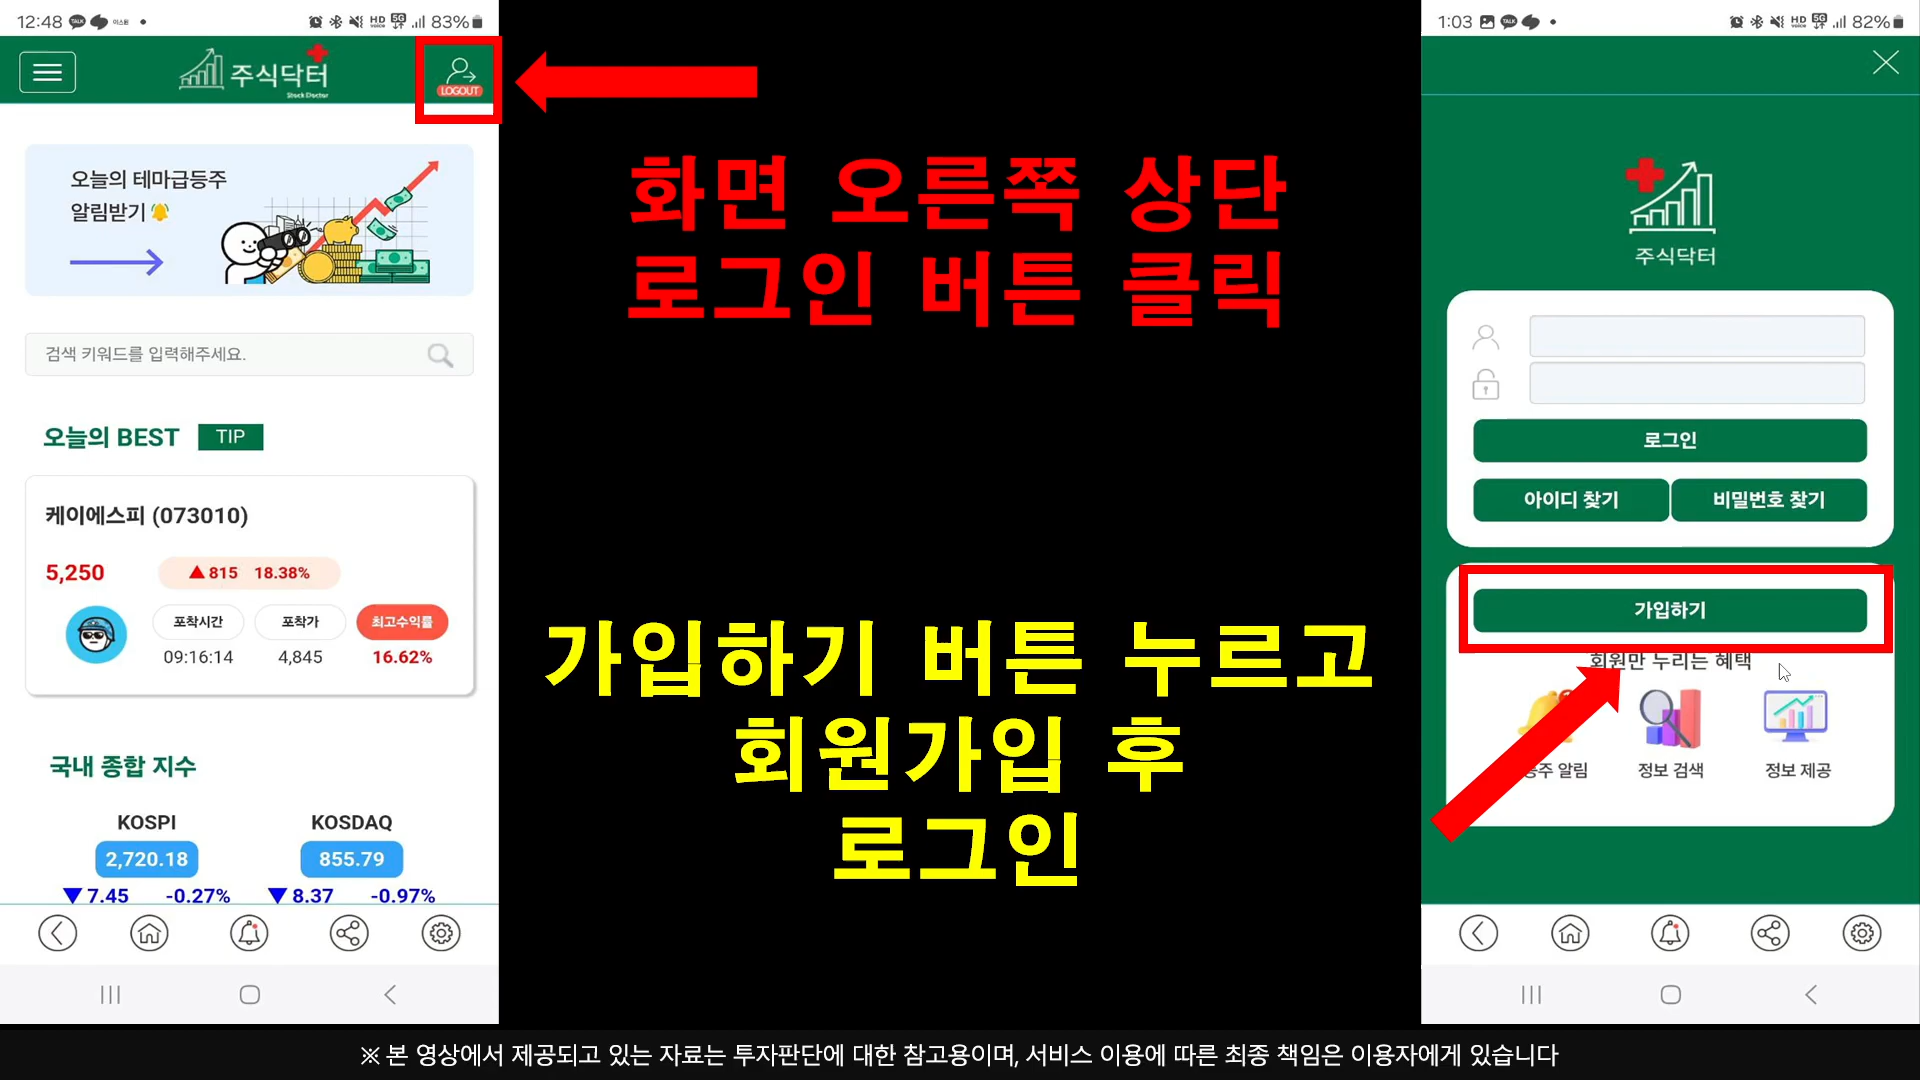 12:48
83%
주식닥터
Stock Doctor
LOGOUT
오늘의 테마급등주
알림받기
검색 키워드를 입력해주세요.
오늘의 BEST TIP
케이에스피 (073010)
5,250 ▲815 18.38%
포착시간 포착가 최고수익률
09:16:14 4,845 16.62%
국내 종합 지수
KOSPI KOSDAQ
2,720.18 855.79
▼7.45 -0.27% ▼8.37 -0.97%
화면 오른쪽 상단
로그인 버튼 클릭
가입하기 버튼 누르고
회원가입 후
로그인
1:03
82%
주식닥터
로그인
아이디 찾기 비밀번호 찾기
가입하기
회원만 누리는 혜택
등주 알림 정보 검색 정보 제공
※ 본 영상에서 제공되고 있는 자료는 투자판단에 대한 참고용이며, 서비스 이용에 따른 최종 책임은 이용자에게 있습니다